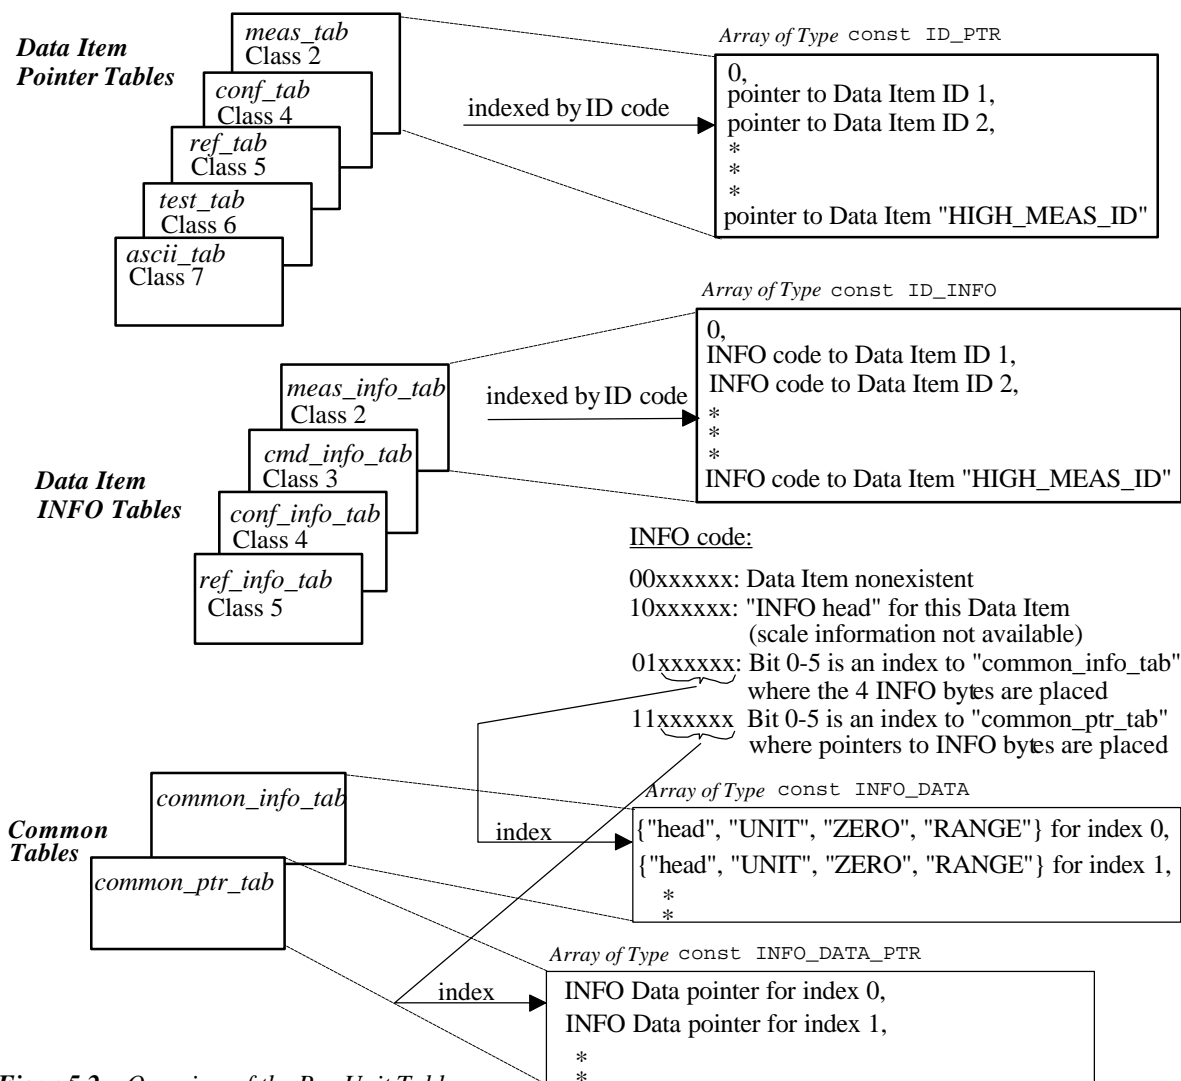 Data Item
Pointer Tables
meas_tab
Class 2
conf_tab
Class 4
ref_tab
Class 5
test_tab
Class 6
ascii_tab
Class 7
indexed by ID code
Array of Type const ID_PTR
0,
pointer to Data Item ID 1,
pointer to Data Item ID 2,
*
*
*
pointer to Data Item "HIGH_MEAS_ID"
Data Item
INFO Tables
meas_info_tab
Class 2
cmd_info_tab
Class 3
conf_info_tab
Class 4
ref_info_tab
Class 5
indexed by ID code
Array of Type const ID_INFO
0,
INFO code to Data Item ID 1,
INFO code to Data Item ID 2,
*
*
*
INFO code to Data Item "HIGH_MEAS_ID"
INFO code:
00xxxxxx: Data Item nonexistent
10xxxxxx: "INFO head" for this Data Item
(scale information not available)
01xxxxxx: Bit 0-5 is an index to "common_info_tab"
where the 4 INFO bytes are placed
11xxxxxx Bit 0-5 is an index to "common_ptr_tab"
where pointers to INFO bytes are placed
Common
Tables
common_info_tab
common_ptr_tab
index
Array of Type const INFO_DATA
{"head", "UNIT", "ZERO", "RANGE"} for index 0,
{"head", "UNIT", "ZERO", "RANGE"} for index 1,
*
*
index
Array of Type const INFO_DATA_PTR
INFO Data pointer for index 0,
INFO Data pointer for index 1,
*
*
5.2 Overview of the